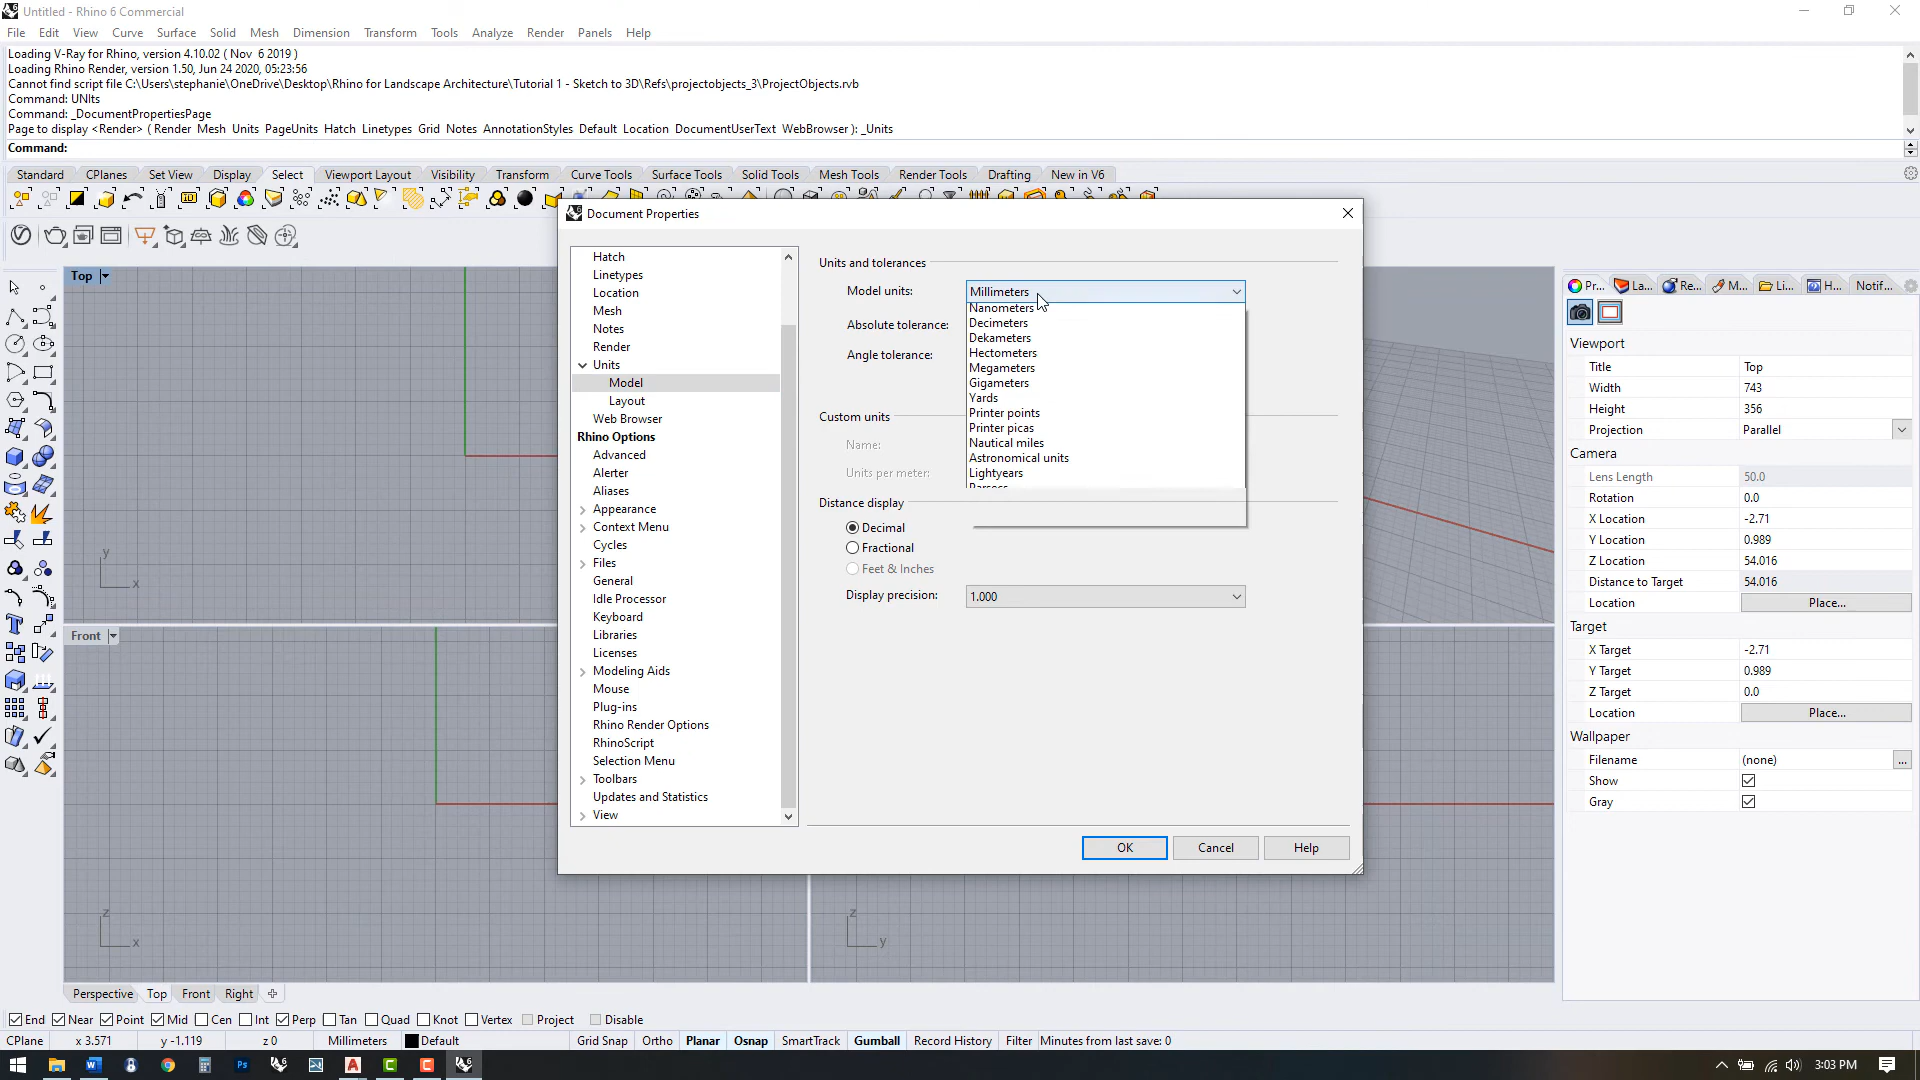 Untitled - Rhino 6 Commercial
File Edit View Curve Surface Solid Mesh Dimension Transform Tools Analyze Render Panels Help
Loading V-Ray for Rhino, version 4.10.02 ( Nov 6 2019 )
Loading Rhino Render, version 1.50, Jun 24 2020, 05:23:56
Cannot find script file C:\Users\stephanie\OneDrive\Desktop\Rhino for Landscape Architecture\Tutorial 1 - Sketch to 3D\Refs\projectobjects_3\ProjectObjects.rvb
Command: UNIts
Command: _DocumentPropertiesPage
Page to display <Render> ( Render Mesh Units PageUnits Hatch Linetypes Grid Notes AnnotationStyles Default Location DocumentUserText WebBrowser ): _Units
Command:
Standard CPlanes Set View Display Select Viewport Layout Visibility Transform Curve Tools Surface Tools Solid Tools Mesh Tools Render Tools Drafting New in V6
Document Properties
Hatch
Linetypes
Location
Mesh
Notes
Render
Units
Model
Layout
Web Browser
Rhino Options
Advanced
Alerter
Aliases
Appearance
Context Menu
Cycles
Files
General
Idle Processor
Keyboard
Libraries
Licenses
Modeling Aids
Mouse
Plug-ins
Rhino Render Options
RhinoScript
Selection Menu
Toolbars
Updates and Statistics
View
Units and tolerances
Model units: Millimeters
Absolute tolerance:
Angle tolerance:
Nanometers
Decimeters
Dekameters
Hectometers
Megameters
Gigameters
Yards
Printer points
Printer picas
Nautical miles
Astronomical units
Lightyears
Parsecs
Custom units
Name:
Units per meter:
Distance display
Decimal
Fractional
Feet & Inches
Display precision: 1.000
OK Cancel Help
Top
Front
y
x
z
x
z
y
Pr... La... Re... M... Li... H... Notif...
Viewport
Title Top
Width 743
Height 356
Projection Parallel
Camera
Lens Length 50.0
Rotation 0.0
X Location -2.71
Y Location 0.989
Z Location 54.016
Distance to Target 54.016
Location Place...
Target
X Target -2.71
Y Target 0.989
Z Target 0.0
Location Place...
Wallpaper
Filename (none) ...
Show
Gray
Perspective Top Front Right
End Near Point Mid Cen Int Perp Tan Quad Knot Vertex Project Disable
CPlane x 3.571 y -1.119 z 0 Millimeters Default Grid Snap Ortho Planar Osnap SmartTrack Gumball Record History Filter Minutes from last save: 0
3:03 PM